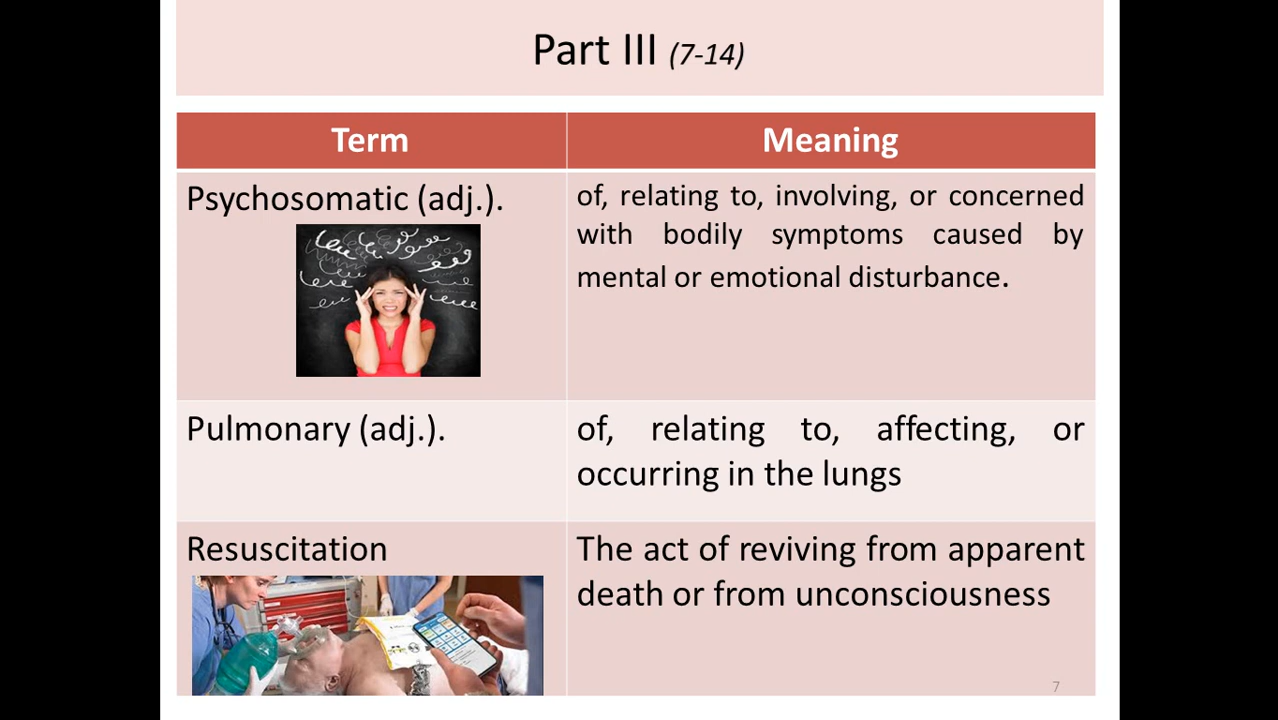 Part III (7-14)
Term
Meaning
Psychosomatic (adj.).
of, relating to, involving, or concerned
with bodily symptoms caused by
mental or emotional disturbance.
Pulmonary (adj.).
of, relating to, affecting, or
occurring in the lungs
Resuscitation
The act of reviving from apparent
death or from unconsciousness
7